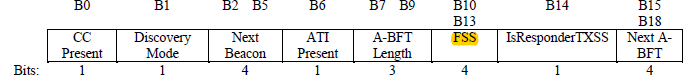 B0 B1 B2 B5 B6 B7 B9 B10 B14 B15
B13 B18
CC Discovery Next ATI A-BFT FSS IsResponderTXSS Next A-
Present Mode Beacon Present Length BFT
Bits: 1 1 4 1 3 4 1 4